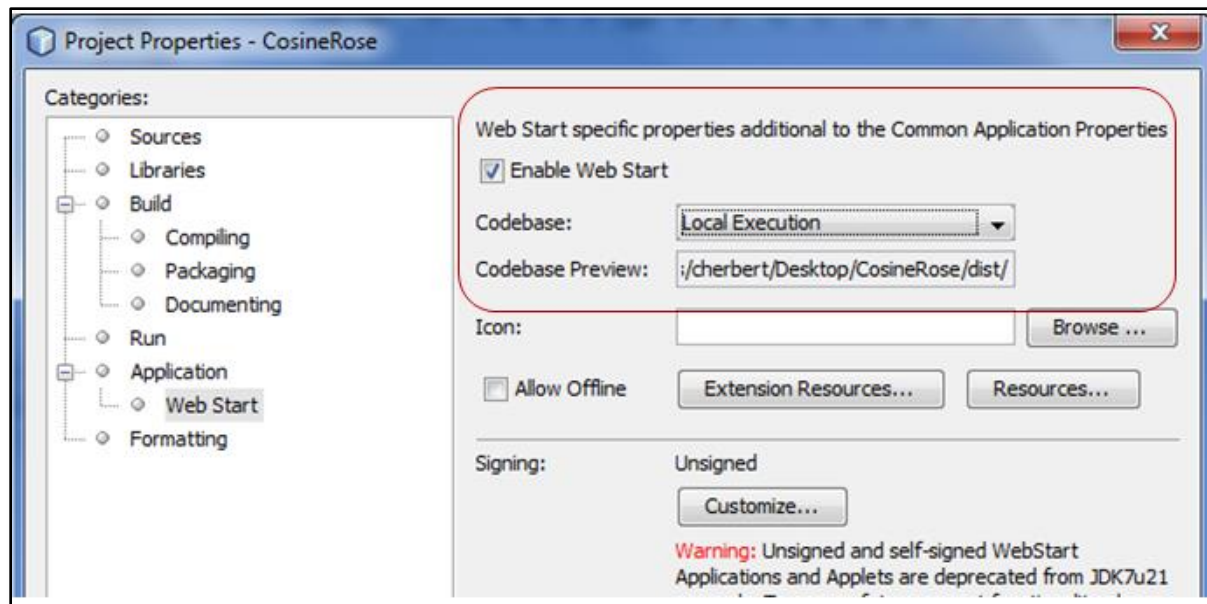 Project Properties - CosineRose
Categories:
Sources
Libraries
Build
Compiling
Packaging
Documenting
Run
Application
Web Start
Formatting
Web Start specific properties additional to the Common Application Properties
Enable Web Start
Codebase: Local Execution
Codebase Preview: :/cherbert/Desktop/CosineRose/dist/
Icon: Browse ...
Allow Offline Extension Resources... Resources...
Signing: Unsigned
Customize...
Warning: Unsigned and self-signed WebStart
Applications and Applets are deprecated from JDK7u21